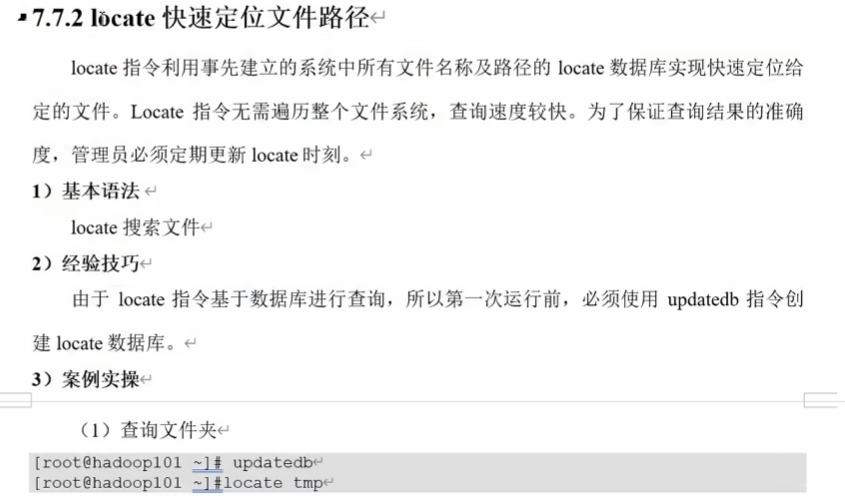 7.7.2 locate 快速定位文件路径
locate 指令利用事先建立的系统中所有文件名称及路径的 locate 数据库实现快速定位给
定的文件。Locate 指令无需遍历整个文件系统，查询速度较快。为了保证查询结果的准确
度，管理员必须定期更新 locate 时刻。
1）基本语法
locate 搜索文件
2）经验技巧
由于 locate 指令基于数据库进行查询，所以第一次运行前，必须使用 updatedb 指令创
建 locate 数据库。
3）案例实操
（1）查询文件夹
[root@hadoop101 ~]# updatedb
[root@hadoop101 ~]#locate tmp